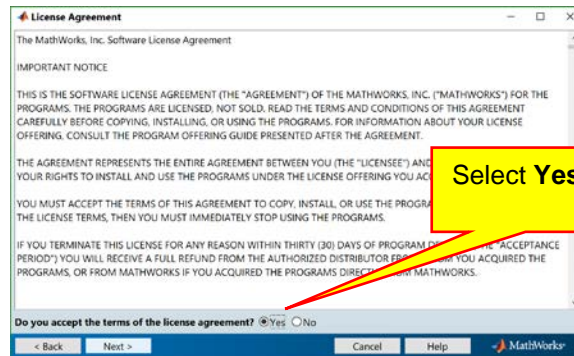 License Agreement
The MathWorks, Inc. Software License Agreement
IMPORTANT NOTICE
THIS IS THE SOFTWARE LICENSE AGREEMENT (THE "AGREEMENT") OF THE MATHWORKS, INC. ("MATHWORKS") FOR THE
PROGRAMS. THE PROGRAMS ARE LICENSED, NOT SOLD. READ THE TERMS AND CONDITIONS OF THIS AGREEMENT
CAREFULLY BEFORE COPYING, INSTALLING, OR USING THE PROGRAMS. FOR INFORMATION ABOUT YOUR LICENSE
OFFERING, CONSULT THE PROGRAM OFFERING GUIDE PRESENTED AFTER THE AGREEMENT.
THE AGREEMENT REPRESENTS THE ENTIRE AGREEMENT BETWEEN YOU (THE "LICENSEE") AND
YOUR RIGHTS TO INSTALL AND USE THE PROGRAMS UNDER THE LICENSE OFFERING YOU
Select Yes
YOU MUST ACCEPT THE TERMS OF THIS AGREEMENT TO COPY, INSTALL, OR USE THE
THE LICENSE TERMS, THEN YOU MUST IMMEDIATELY STOP USING THE PROGRAMS.
IF YOU TERMINATE THIS LICENSE FOR ANY REASON WITHIN THIRTY (30) DAYS OF PROGRAM "ACCEPTANCE
PERIOD") YOU WILL RECEIVE A FULL REFUND FROM THE AUTHORIZED DISTRIBUTOR YOU ACQUIRED THE
PROGRAMS, OR FROM MATHWORKS IF YOU ACQUIRED THE PROGRAMS MATHWORKS.
Do you accept the terms of the license agreement? Yes No
< Back Next > Cancel Help MathWorks